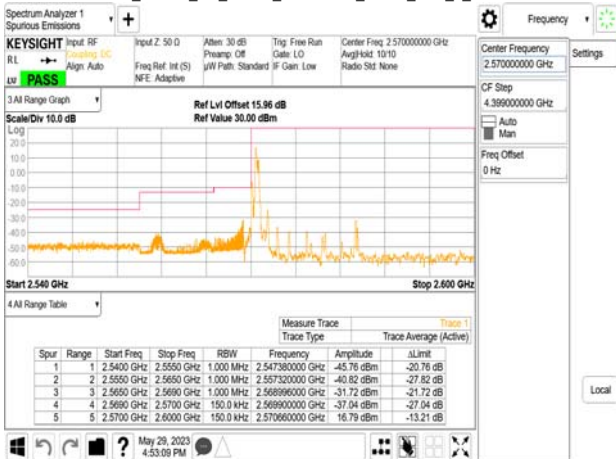 Spectrum Analyzer 1
Spurious Emissions
Frequency
KEYSIGHT
Input: RF
Coupling: DC
Align: Auto
Input Z: 50 Ω
Freq Ref: Int (S)
NFE: Adaptive
Atten: 30 dB
Preamp: Off
µW Path: Standard
Trig: Free Run
Gate: LO
IF Gain: Low
Center Freq: 2.570000000 GHz
Avg|Hold: 10/10
Radio Std: None
RL
PASS
3 All Range Graph
Scale/Div 10.0 dB
Ref Lvl Offset 15.96 dB
Ref Value 30.00 dBm
Log
20.0
10.0
0.00
-10.0
-20.0
-30.0
-40.0
-50.0
-60.0
Start 2.540 GHz
Stop 2.600 GHz
4 All Range Table
Measure Trace Trace 1
Trace Type Trace Average (Active)
Spur Range Start Freq Stop Freq RBW Frequency Amplitude ΔLimit
1 1 2.5400 GHz 2.5550 GHz 1.000 MHz 2.547380000 GHz -45.76 dBm -20.76 dB
2 2 2.5550 GHz 2.5650 GHz 1.000 MHz 2.557320000 GHz -40.82 dBm -27.82 dB
3 3 2.5650 GHz 2.5690 GHz 1.000 MHz 2.568996000 GHz -31.72 dBm -21.72 dB
4 4 2.5690 GHz 2.5700 GHz 150.0 kHz 2.569900000 GHz -37.04 dBm -27.04 dB
5 5 2.5700 GHz 2.6000 GHz 150.0 kHz 2.570660000 GHz 16.79 dBm -13.21 dB
May 29, 2023
4:53:09 PM
Center Frequency
2.570000000 GHz
Settings
CF Step
4.399000000 GHz
Auto
Man
Freq Offset
0 Hz
Local